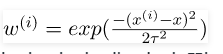 w^{(i)} = exp(\frac{-(x^{(i)}-x)^2}{2\tau^2})